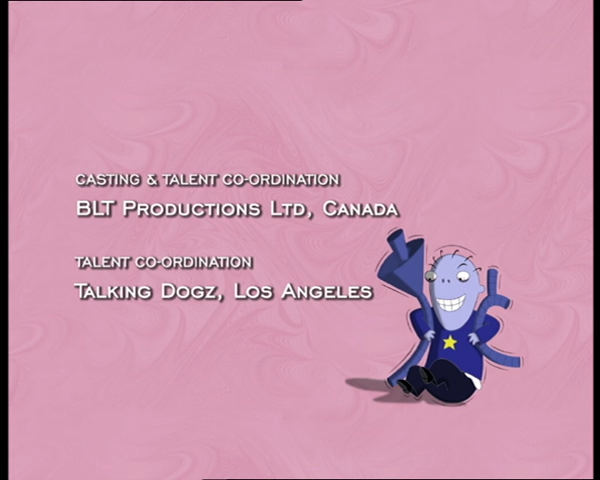 CASTING & TALENT CO-ORDINATION
BLT PRODUCTIONS LTD, CANADA
TALENT CO-ORDINATION
TALKING DOGZ, LOS ANGELES